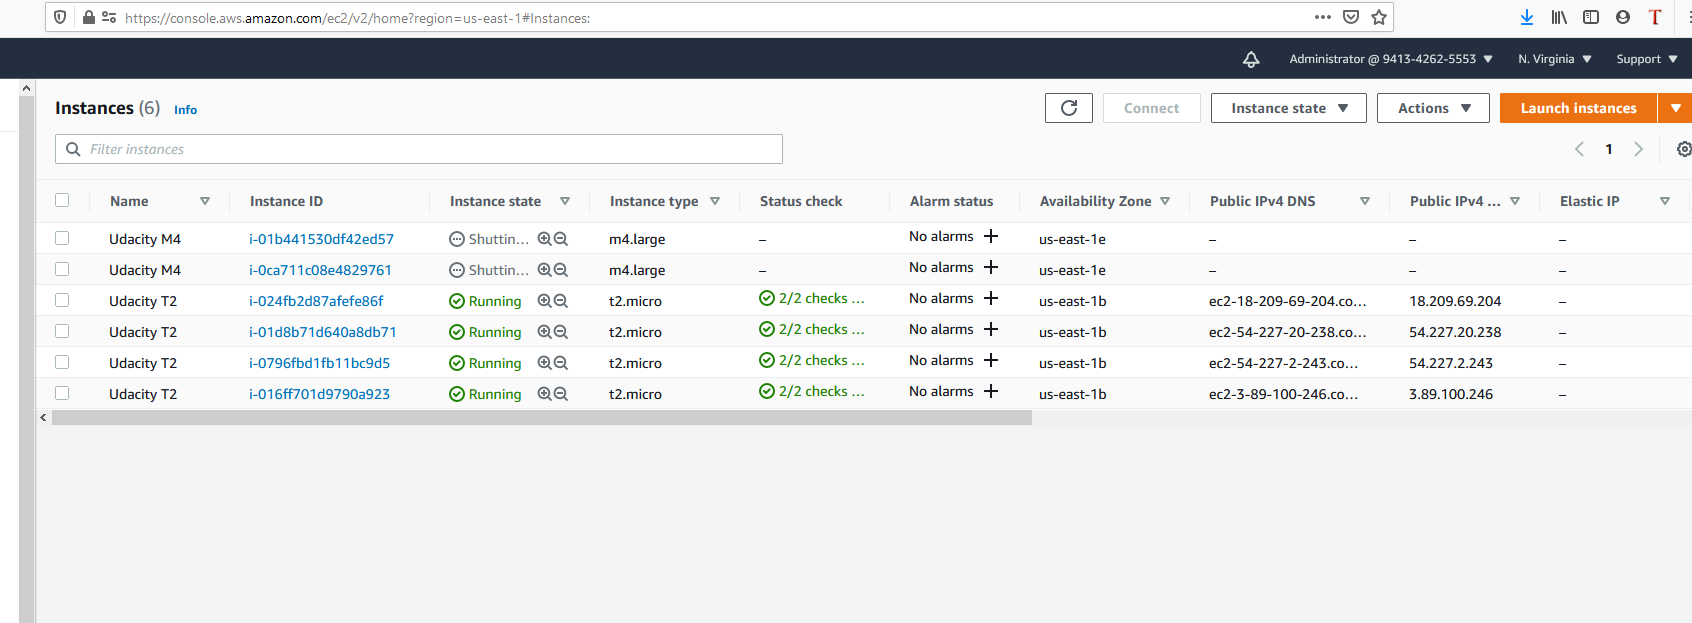 https://console.aws.amazon.com/ec2/v2/home?region=us-east-1#Instances:
Administrator @ 9413-4262-5553 N. Virginia Support
Instances (6) Info Connect Instance state Actions Launch instances
Filter instances 1
Name Instance ID Instance state Instance type Status check Alarm status Availability Zone Public IPv4 DNS Public IPv4 ... Elastic IP
Udacity M4 i-01b441530df42ed57 Shuttin... m4.large – No alarms + us-east-1e – – –
Udacity M4 i-0ca711c08e4829761 Shuttin... m4.large – No alarms + us-east-1e – – –
Udacity T2 i-024fb2d87afefe86f Running t2.micro 2/2 checks ... No alarms + us-east-1b ec2-18-209-69-204.co... 18.209.69.204 –
Udacity T2 i-01d8b71d640a8db71 Running t2.micro 2/2 checks ... No alarms + us-east-1b ec2-54-227-20-238.co... 54.227.20.238 –
Udacity T2 i-0796fbd1fb11bc9d5 Running t2.micro 2/2 checks ... No alarms + us-east-1b ec2-54-227-2-243.co... 54.227.2.243 –
Udacity T2 i-016ff701d9790a923 Running t2.micro 2/2 checks ... No alarms + us-east-1b ec2-3-89-100-246.co... 3.89.100.246 –